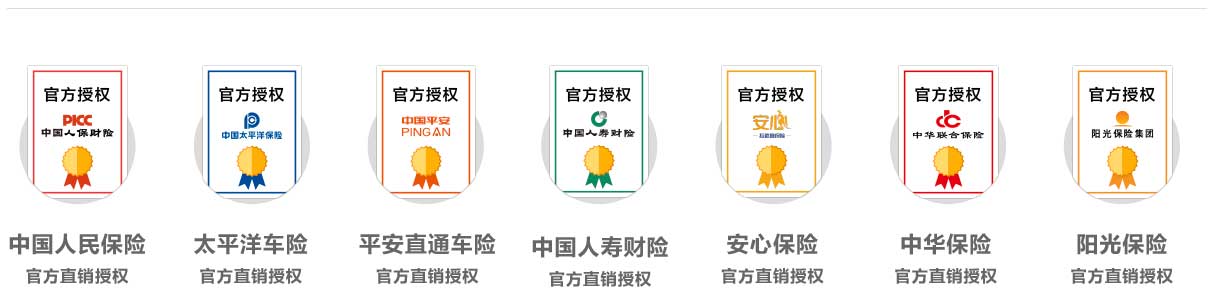 官方授权 官方授权 官方授权 官方授权 官方授权 官方授权 官方授权
PICC 中国太平洋保险 中国平安 中国人寿财险 安心 中华联合保险 阳光保险集团
中国人保财险 PINGAN
中国人民保险 太平洋车险 平安直通车险 中国人寿财险 安心保险 中华保险 阳光保险
官方直销授权 官方直销授权 官方直销授权 官方直销授权 官方直销授权 官方直销授权 官方直销授权